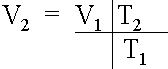 V₂ = V₁ | T₂
T₁